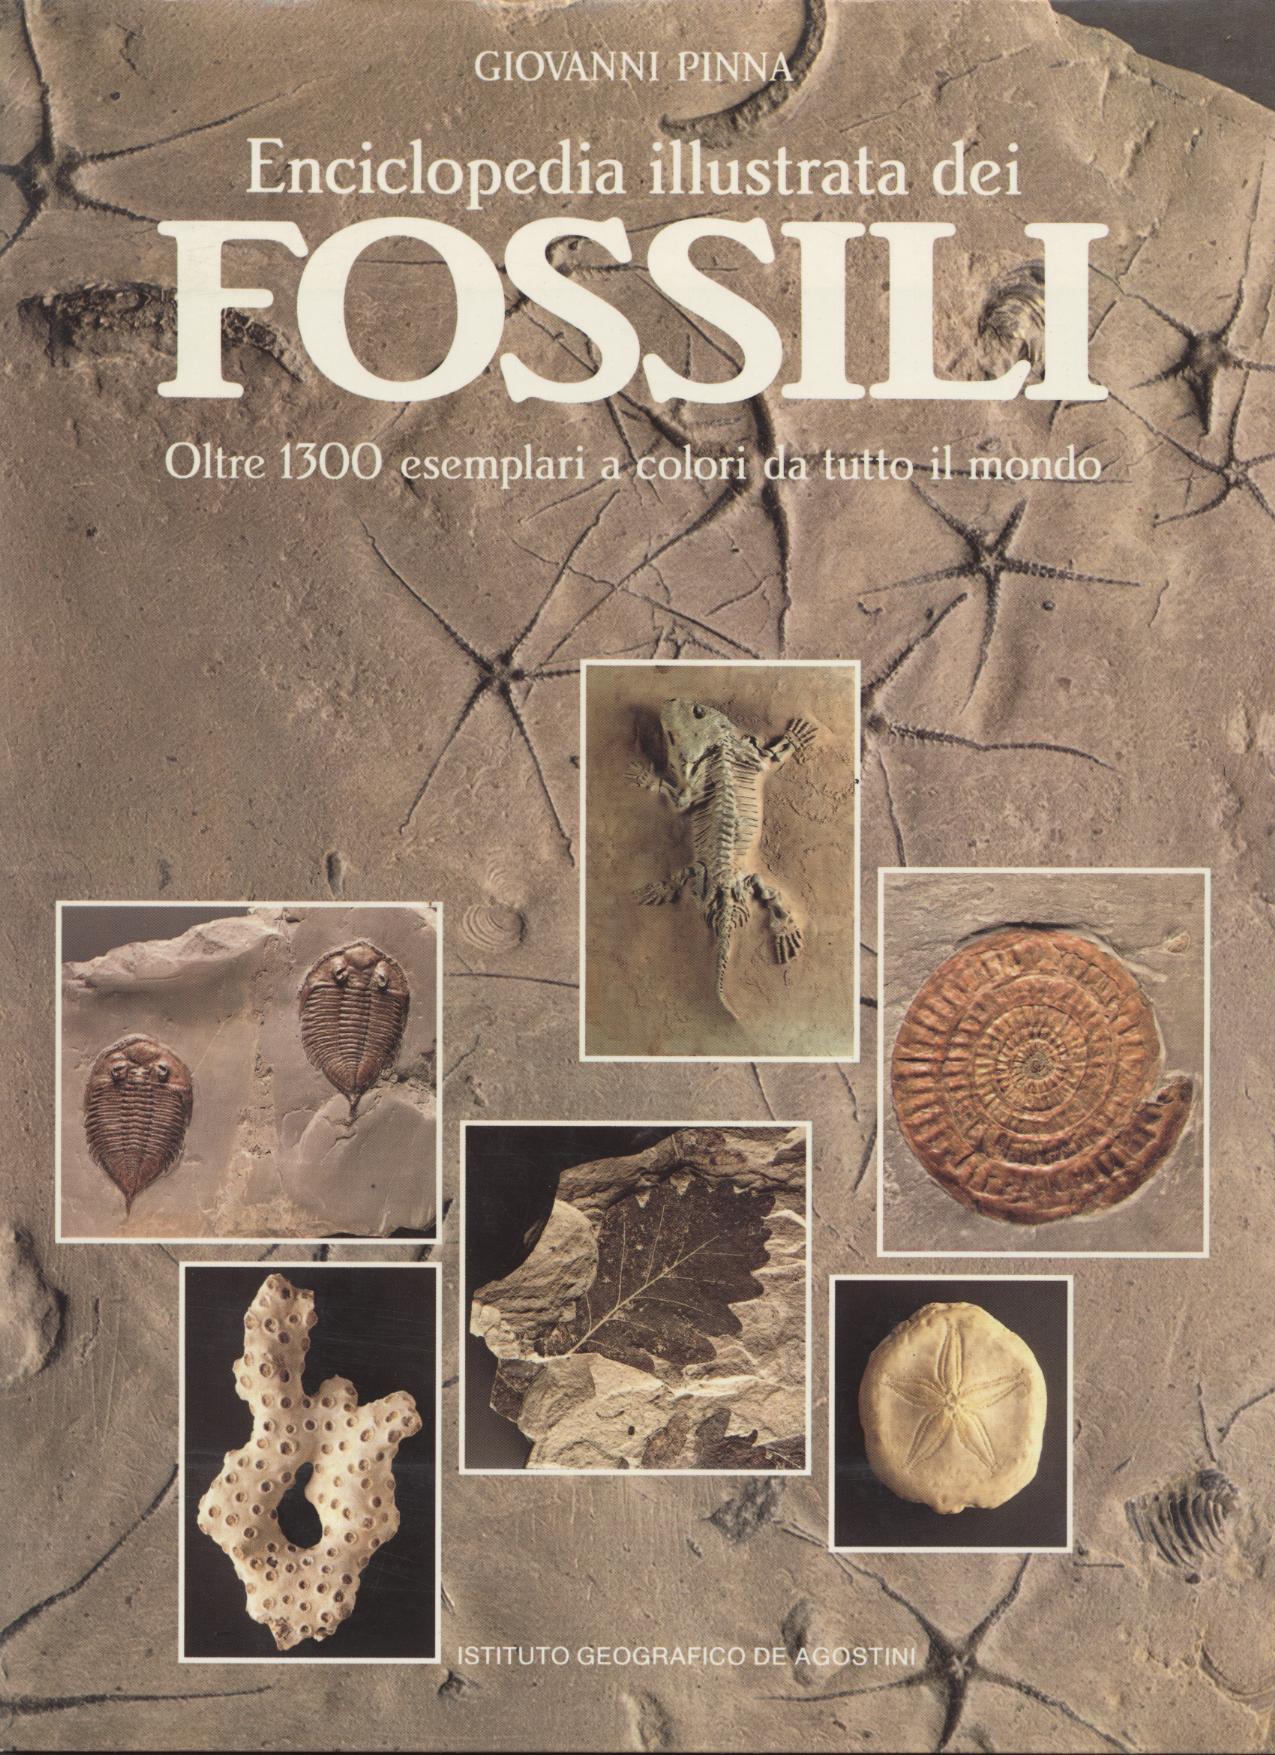 GIOVANNI PINNA
Enciclopedia illustrata dei
FOSSILI
Oltre 1300 esemplari a colori da tutto il mondo
ISTITUTO GEOGRAFICO DE AGOSTINI